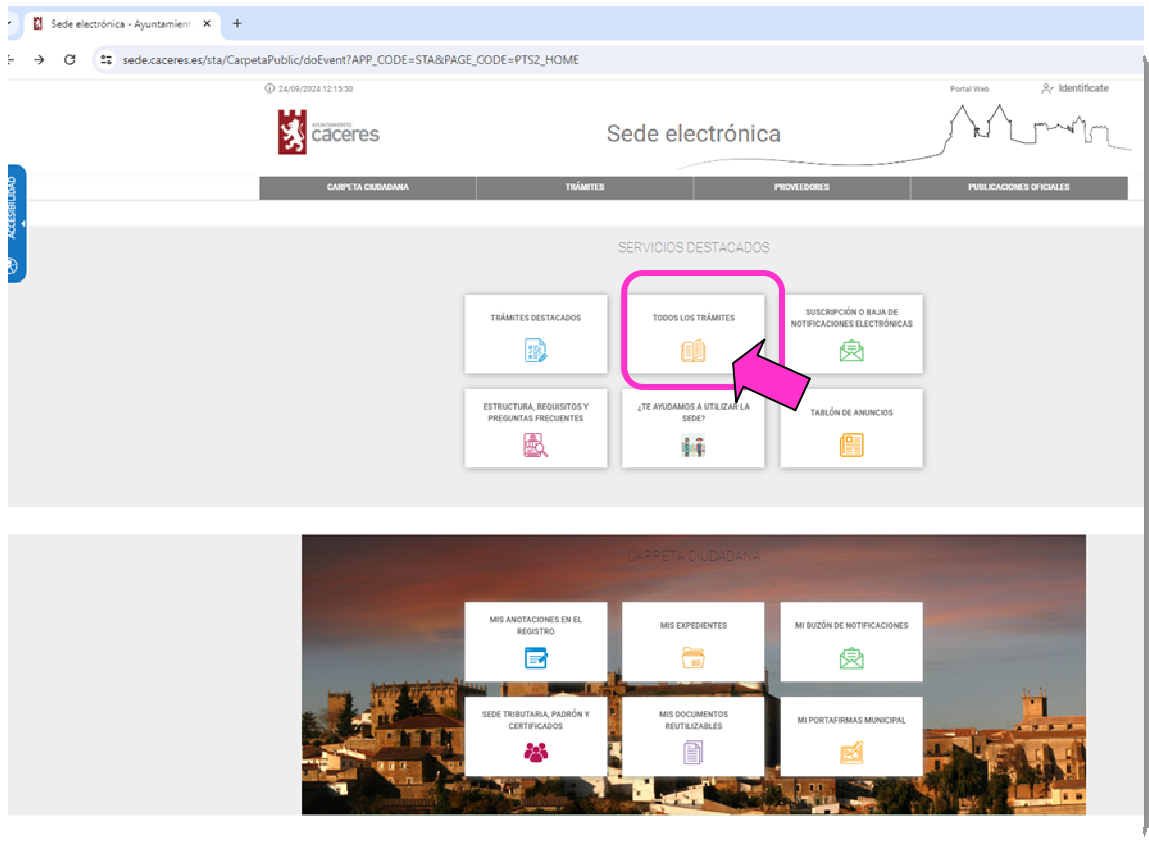 Sede electrónica - Ayuntamient
sede.caceres.es/sta/CarpetaPublic/doEvent?APP_CODE=STA&PAGE_CODE=PTS2_HOME
24/09/2024 12:15:50
Portal Web
Identifícate
AYUNTAMIENTO
cáceres
Sede electrónica
CARPETA CIUDADANA
TRÁMITES
PROVEEDORES
PUBLICACIONES OFICIALES
ACCESIBILIDAD
SERVICIOS DESTACADOS
TRÁMITES DESTACADOS
TODOS LOS TRÁMITES
SUSCRIPCIÓN O BAJA DE
NOTIFICACIONES ELECTRÓNICAS
ESTRUCTURA, REQUISITOS Y
PREGUNTAS FRECUENTES
¿TE AYUDAMOS A UTILIZAR LA
SEDE?
TABLÓN DE ANUNCIOS
CARPETA CIUDADANA
MIS ANOTACIONES EN EL
REGISTRO
MIS EXPEDIENTES
MI BUZÓN DE NOTIFICACIONES
SEDE TRIBUTARIA, PADRÓN Y
CERTIFICADOS
MIS DOCUMENTOS
REUTILIZABLES
MI PORTAFIRMAS MUNICIPAL